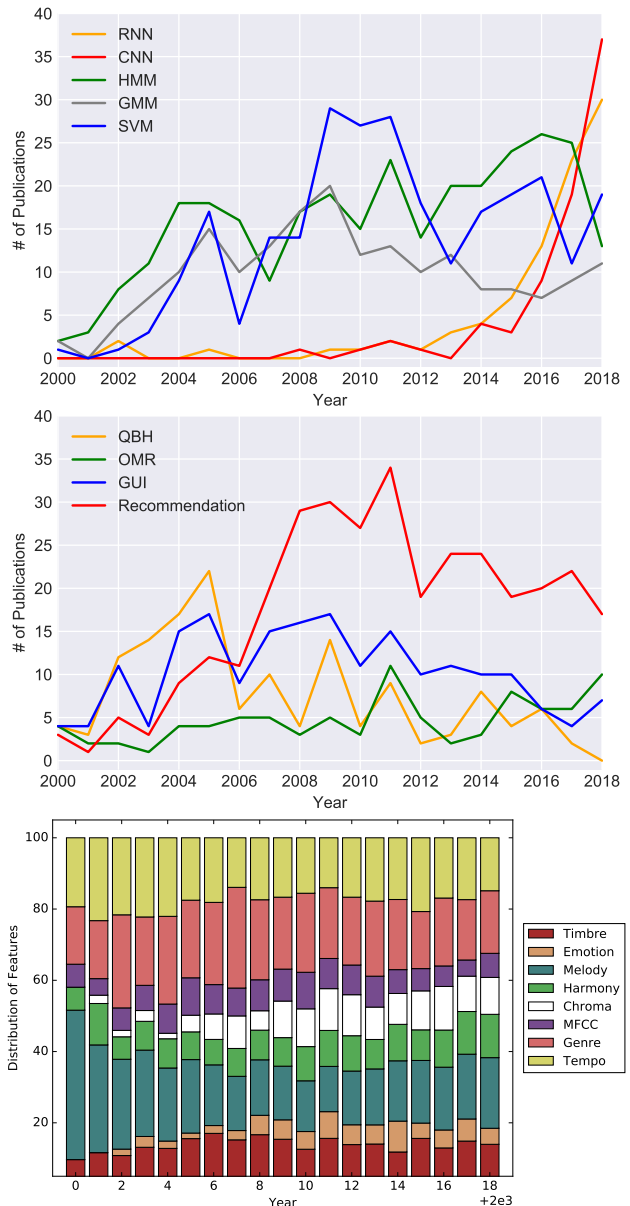 40
35
30
25
20
15
10
5
0
# of Publications
RNN
CNN
HMM
GMM
SVM
2000 2002 2004 2006 2008 2010 2012 2014 2016 2018
Year
40
35
30
25
20
15
10
5
0
# of Publications
QBH
OMR
GUI
Recommendation
2000 2002 2004 2006 2008 2010 2012 2014 2016 2018
Year
100
80
60
40
20
Distribution of Features
0 2 4 6 8 10 12 14 16 18
+2e3
Year
Timbre
Emotion
Melody
Harmony
Chroma
MFCC
Genre
Tempo